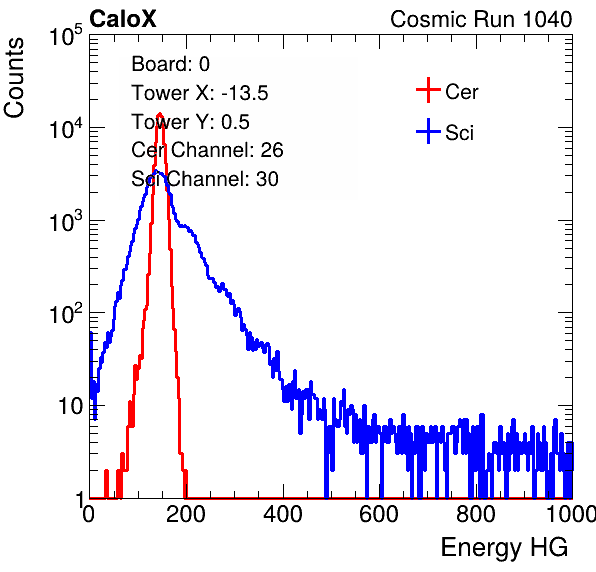 CaloX Cosmic Run 1040
Counts
10^5
10^4
10^3
10^2
10
1
Board: 0
Tower X: -13.5
Tower Y: 0.5
Cer Channel: 26
Sci Channel: 30
Cer
Sci
0 200 400 600 800 1000
Energy HG